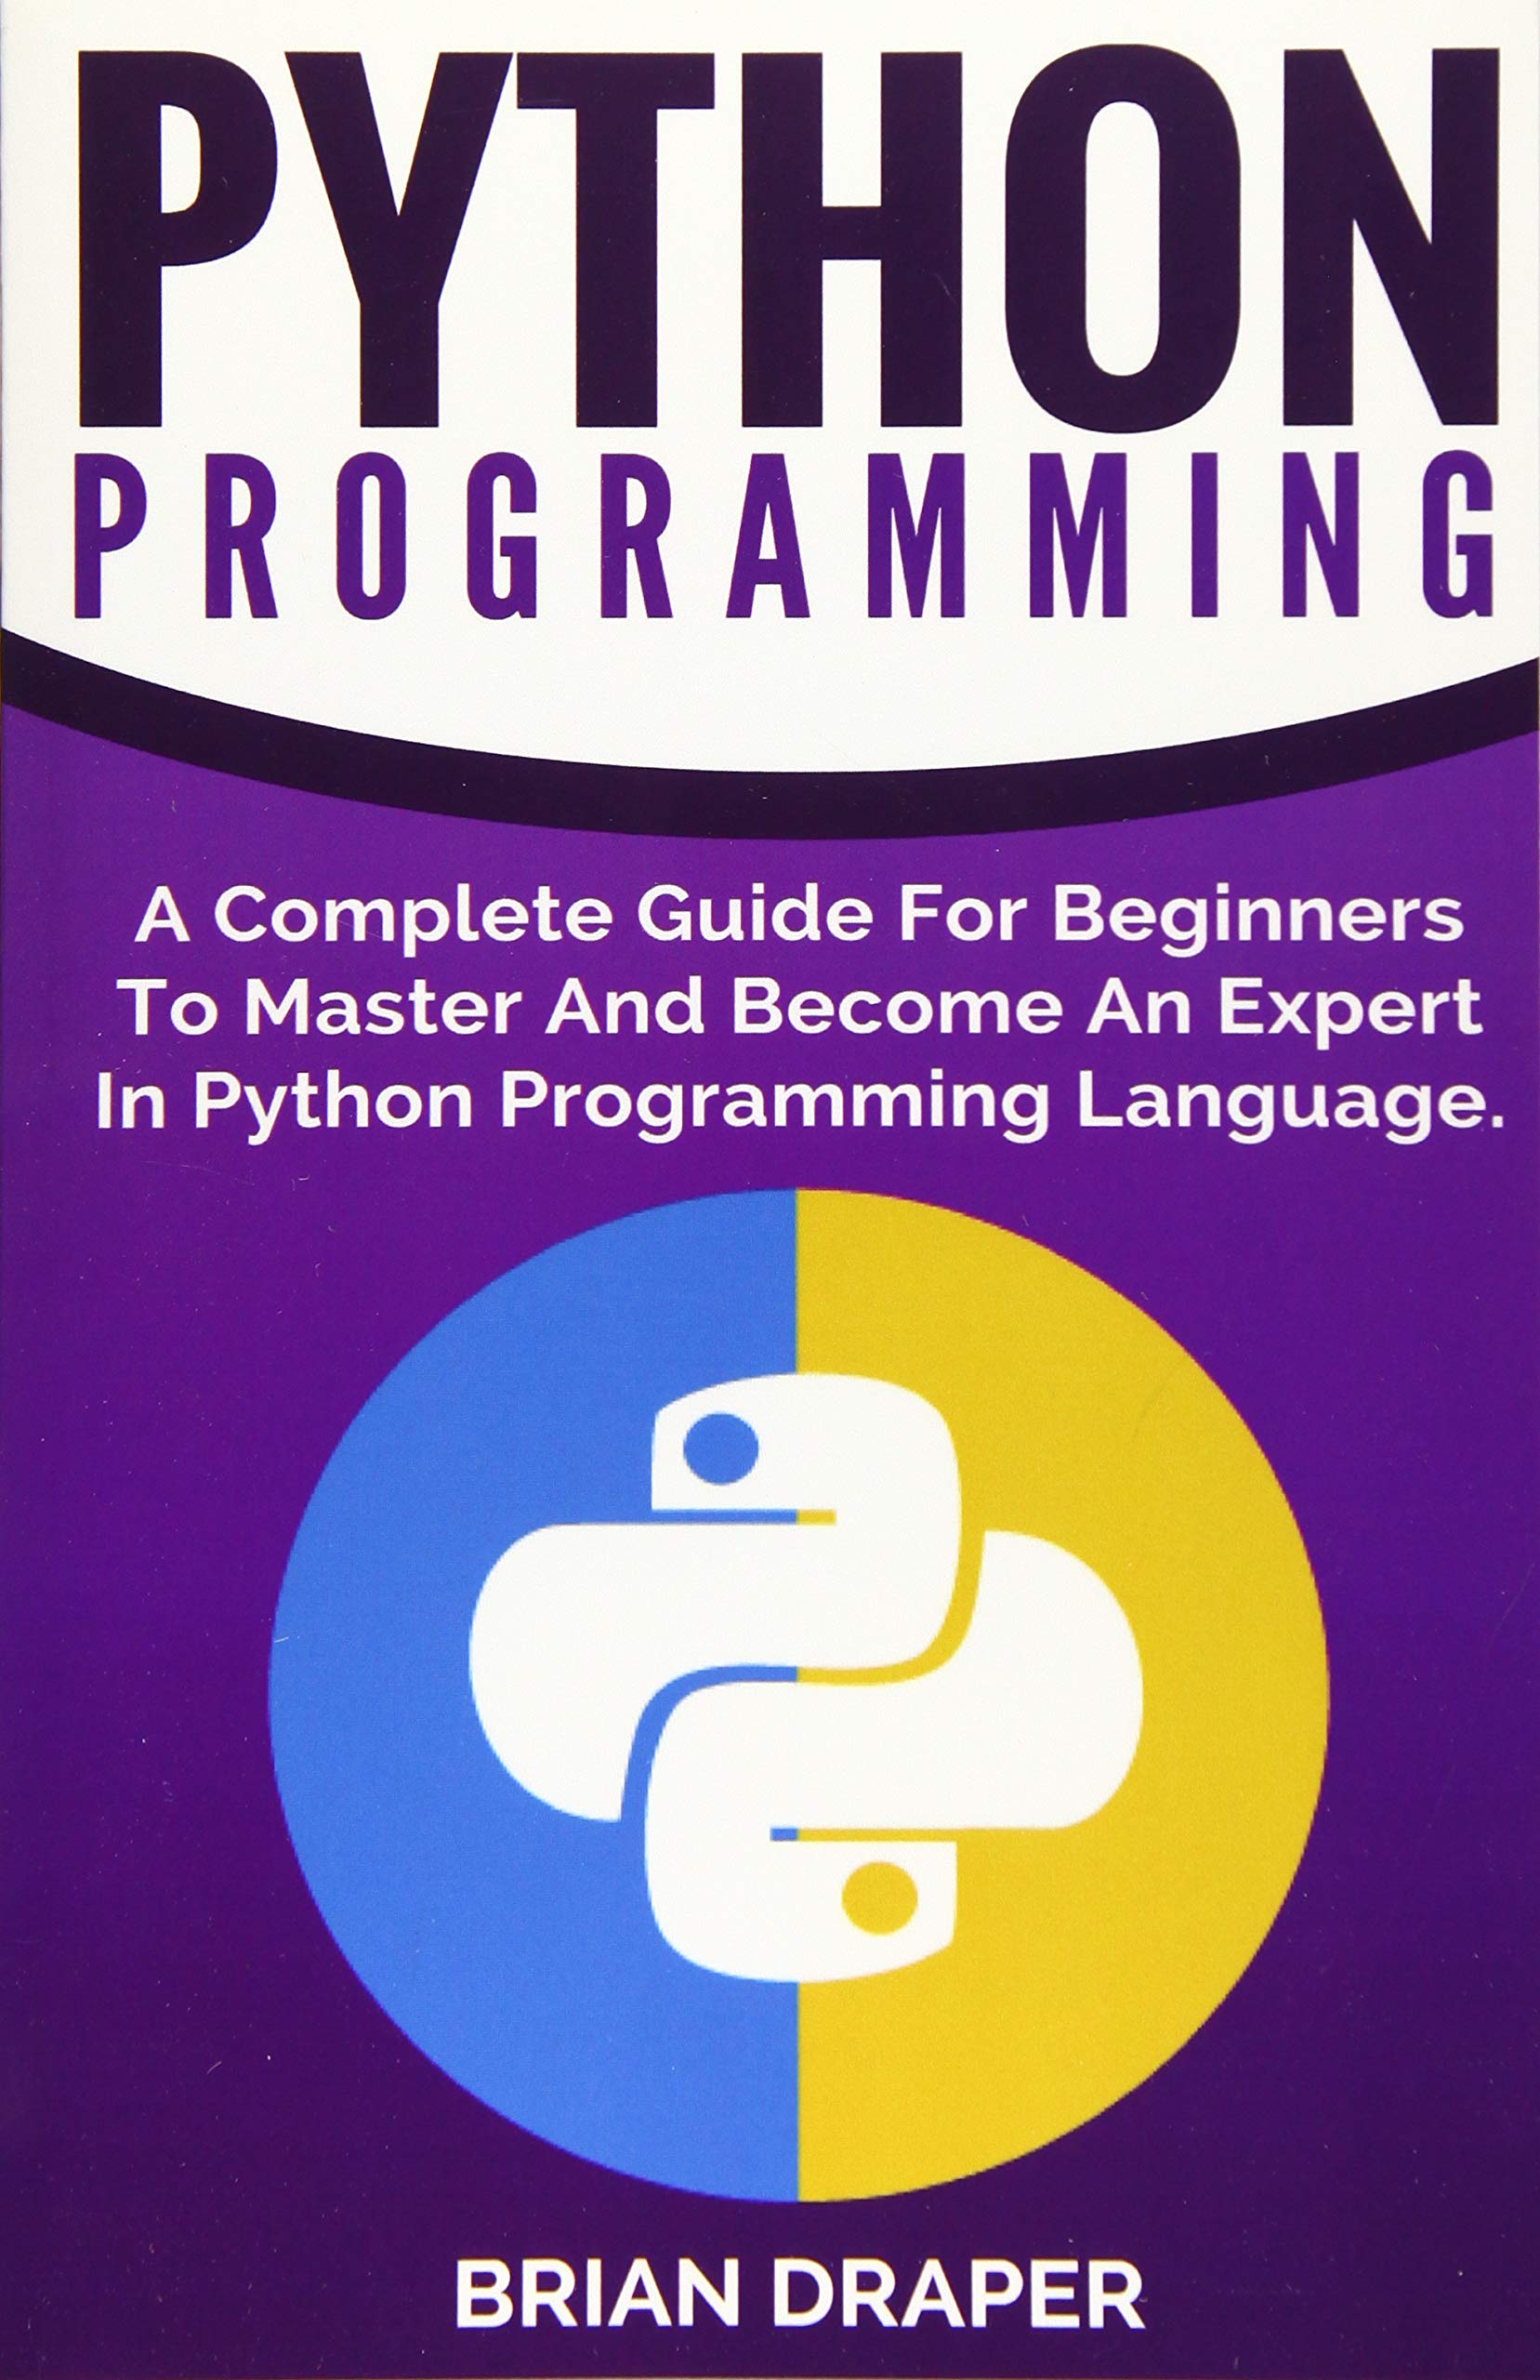 PYTHON
PROGRAMMING
A Complete Guide For Beginners
To Master And Become An Expert
In Python Programming Language.
BRIAN DRAPER